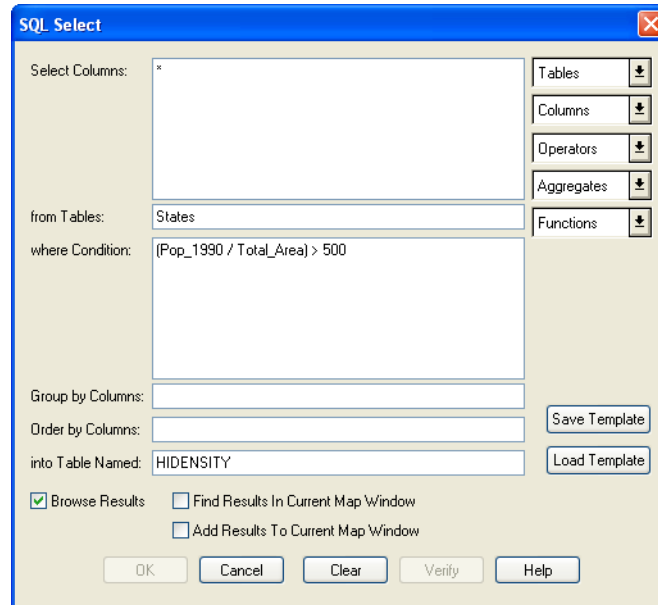 SQL Select
Select Columns:
*
Tables
Columns
Operators
Aggregates
Functions
from Tables:
States
where Condition:
(Pop_1990 / Total_Area) > 500
Group by Columns:
Order by Columns:
into Table Named:
HIDENSITY
Save Template
Load Template
Browse Results
Find Results In Current Map Window
Add Results To Current Map Window
OK
Cancel
Clear
Verify
Help